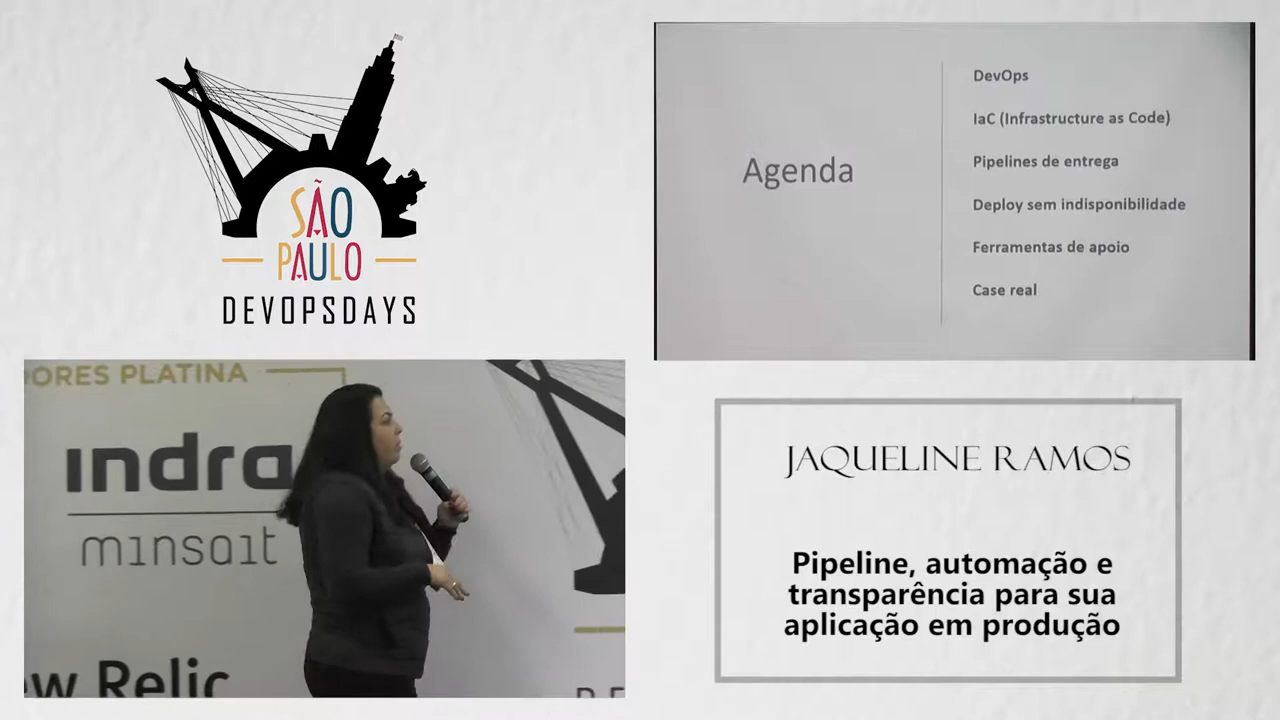 SÃO
PAULO
DEVOPSDAYS
Agenda
DevOps
IaC (Infrastructure as Code)
Pipelines de entrega
Deploy sem indisponibilidade
Ferramentas de apoio
Case real
DORES PLATINA
indra
minsait
w Relic
JAQUELINE RAMOS
Pipeline, automação e
transparência para sua
aplicação em produção